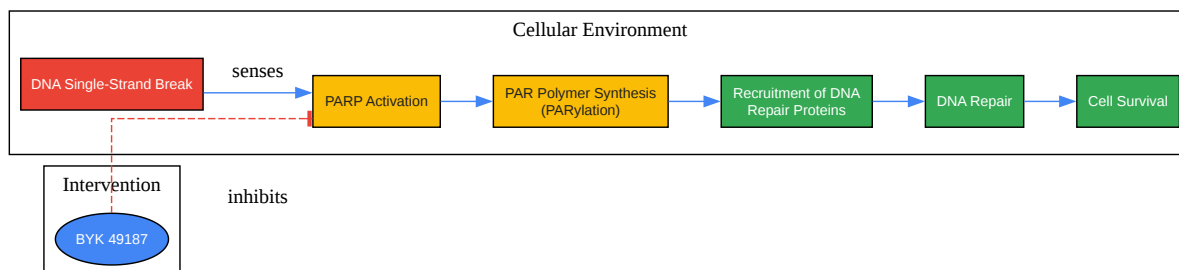 Cellular Environment
DNA Single-Strand Break
senses
PARP Activation
PAR Polymer Synthesis
(PARylation)
Recruitment of DNA
Repair Proteins
DNA Repair
Cell Survival
Intervention
inhibits
BYK 49187